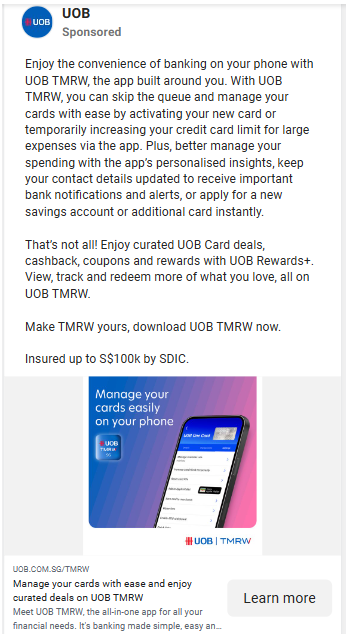 UOB
UOB
Sponsored
Enjoy the convenience of banking on your phone with
UOB TMRW, the app built around you. With UOB
TMRW, you can skip the queue and manage your
cards with ease by activating your new card or
temporarily increasing your credit card limit for large
expenses via the app. Plus, better manage your
spending with the app's personalised insights, keep
your contact details updated to receive important
bank notifications and alerts, or apply for a new
savings account or additional card instantly.
That's not all! Enjoy curated UOB Card deals,
cashback, coupons and rewards with UOB Rewards+.
View, track and redeem more of what you love, all on
UOB TMRW.
Make TMRW yours, download UOB TMRW now.
Insured up to S$100k by SDIC.
Manage your
cards easily
on your phone
UOB
TMRW
SG
UOB | TMRW
UOB.COM.SG/TMRW
Manage your cards with ease and enjoy
curated deals on UOB TMRW
Meet UOB TMRW, the all-in-one app for all your
financial needs. It's banking made simple, easy an...
Learn more